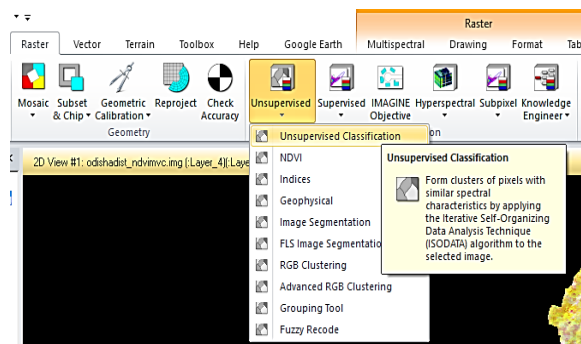 Raster
Raster Vector Terrain Toolbox Help Google Earth Multispectral Drawing Format Tab
Mosaic Subset & Chip Geometric Calibration Reproject Check Accuracy Unsupervised Supervised IMAGINE Objective Hyperspectral Subpixel Knowledge Engineer
Geometry
Unsupervised Classification
NDVI
Indices
Geophysical
Image Segmentation
FLS Image Segmentatio
RGB Clustering
Advanced RGB Clustering
Grouping Tool
Fuzzy Recode
on
2D View #1: odishadist_ndvimvc.img (:Layer_4)(:Laye
Unsupervised Classification
Form clusters of pixels with
similar spectral
characteristics by applying
the Iterative Self-Organizing
Data Analysis Technique
(ISODATA) algorithm to the
selected image.